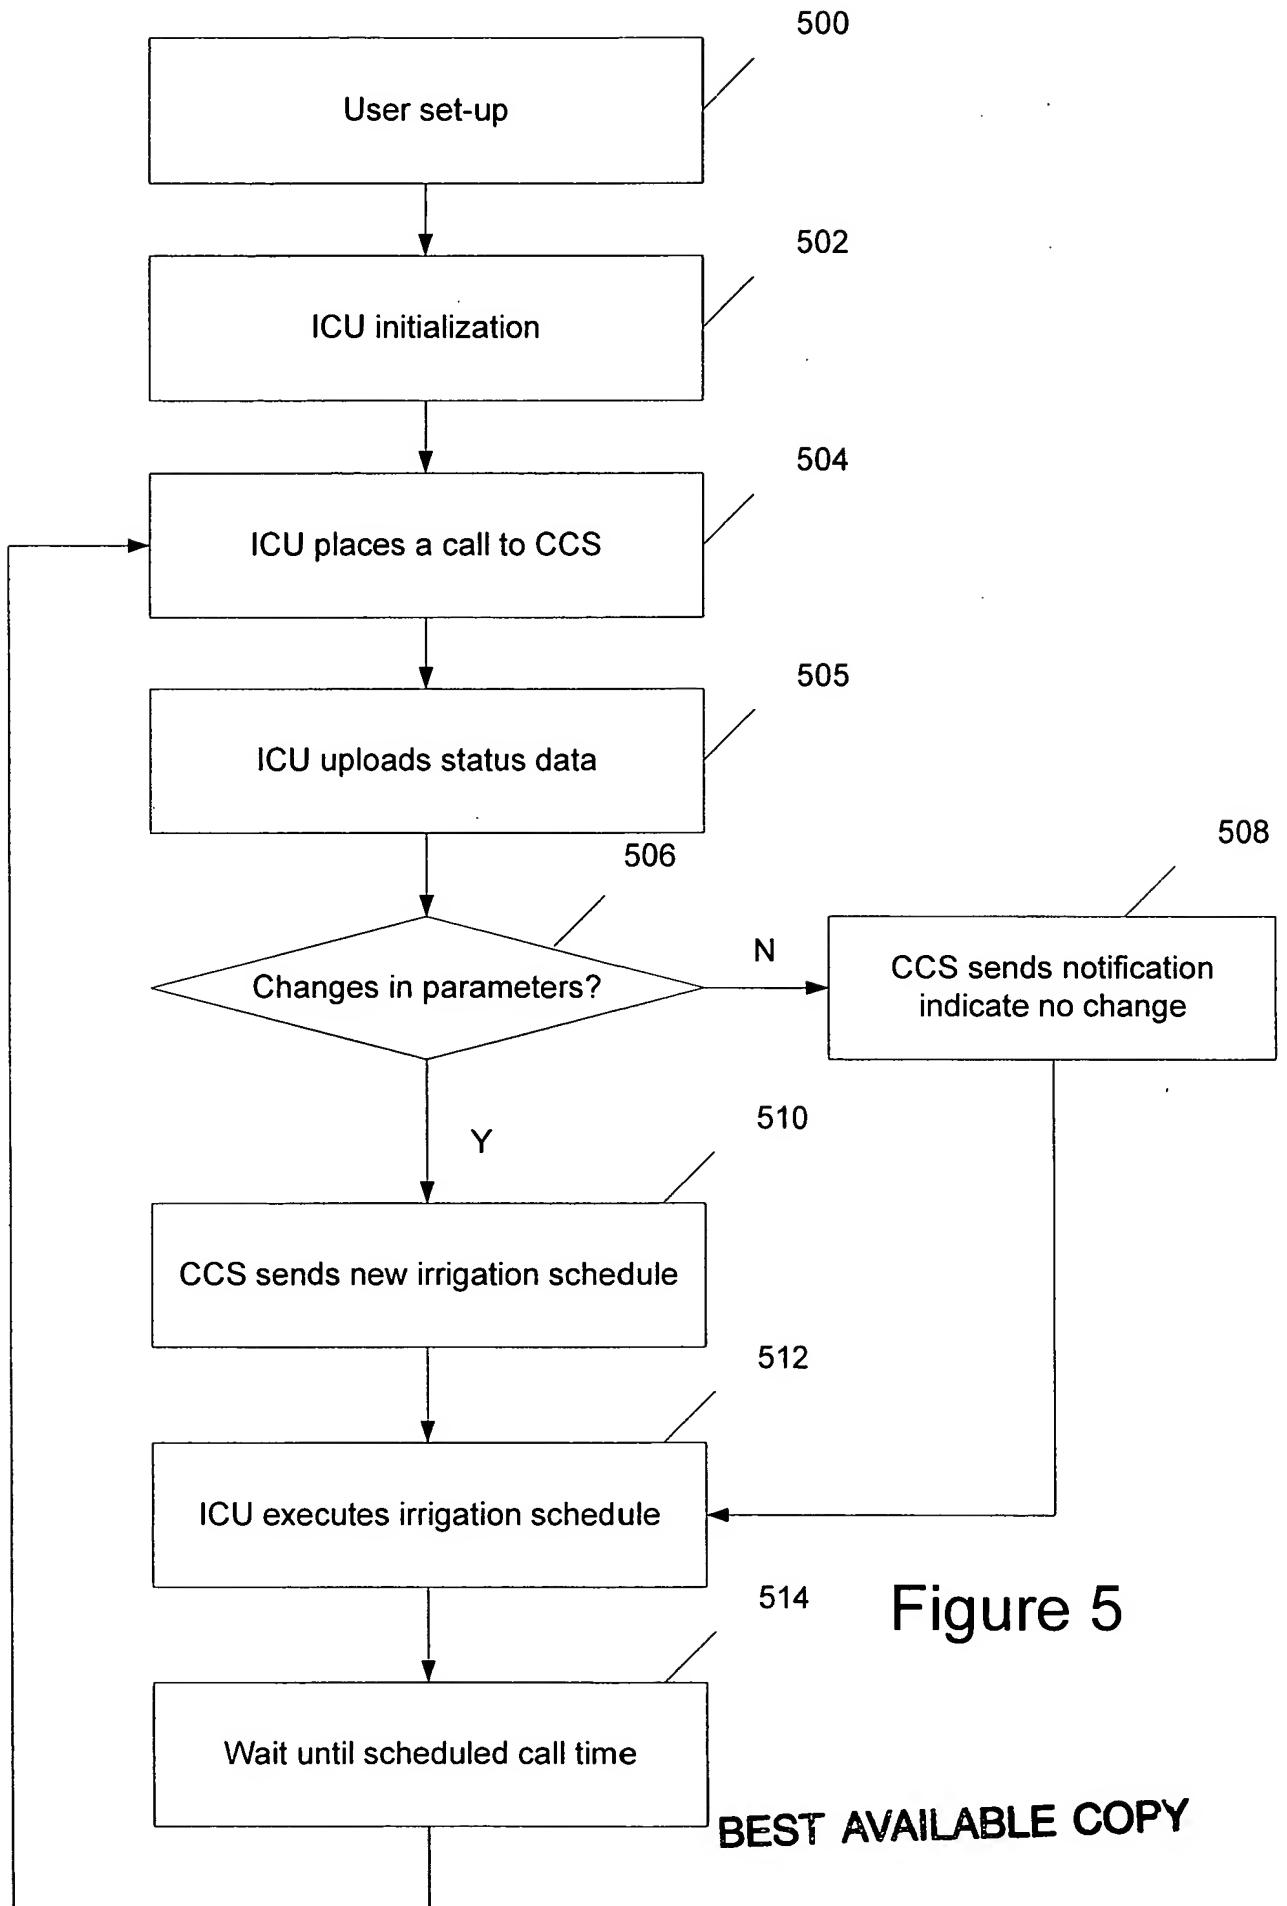 500
User set-up
502
ICU initialization
504
ICU places a call to CCS
505
ICU uploads status data
506
508
Changes in parameters?
N
CCS sends notification
indicate no change
Y
510
CCS sends new irrigation schedule
512
ICU executes irrigation schedule
514
Figure 5
Wait until scheduled call time
BEST AVAILABLE COPY